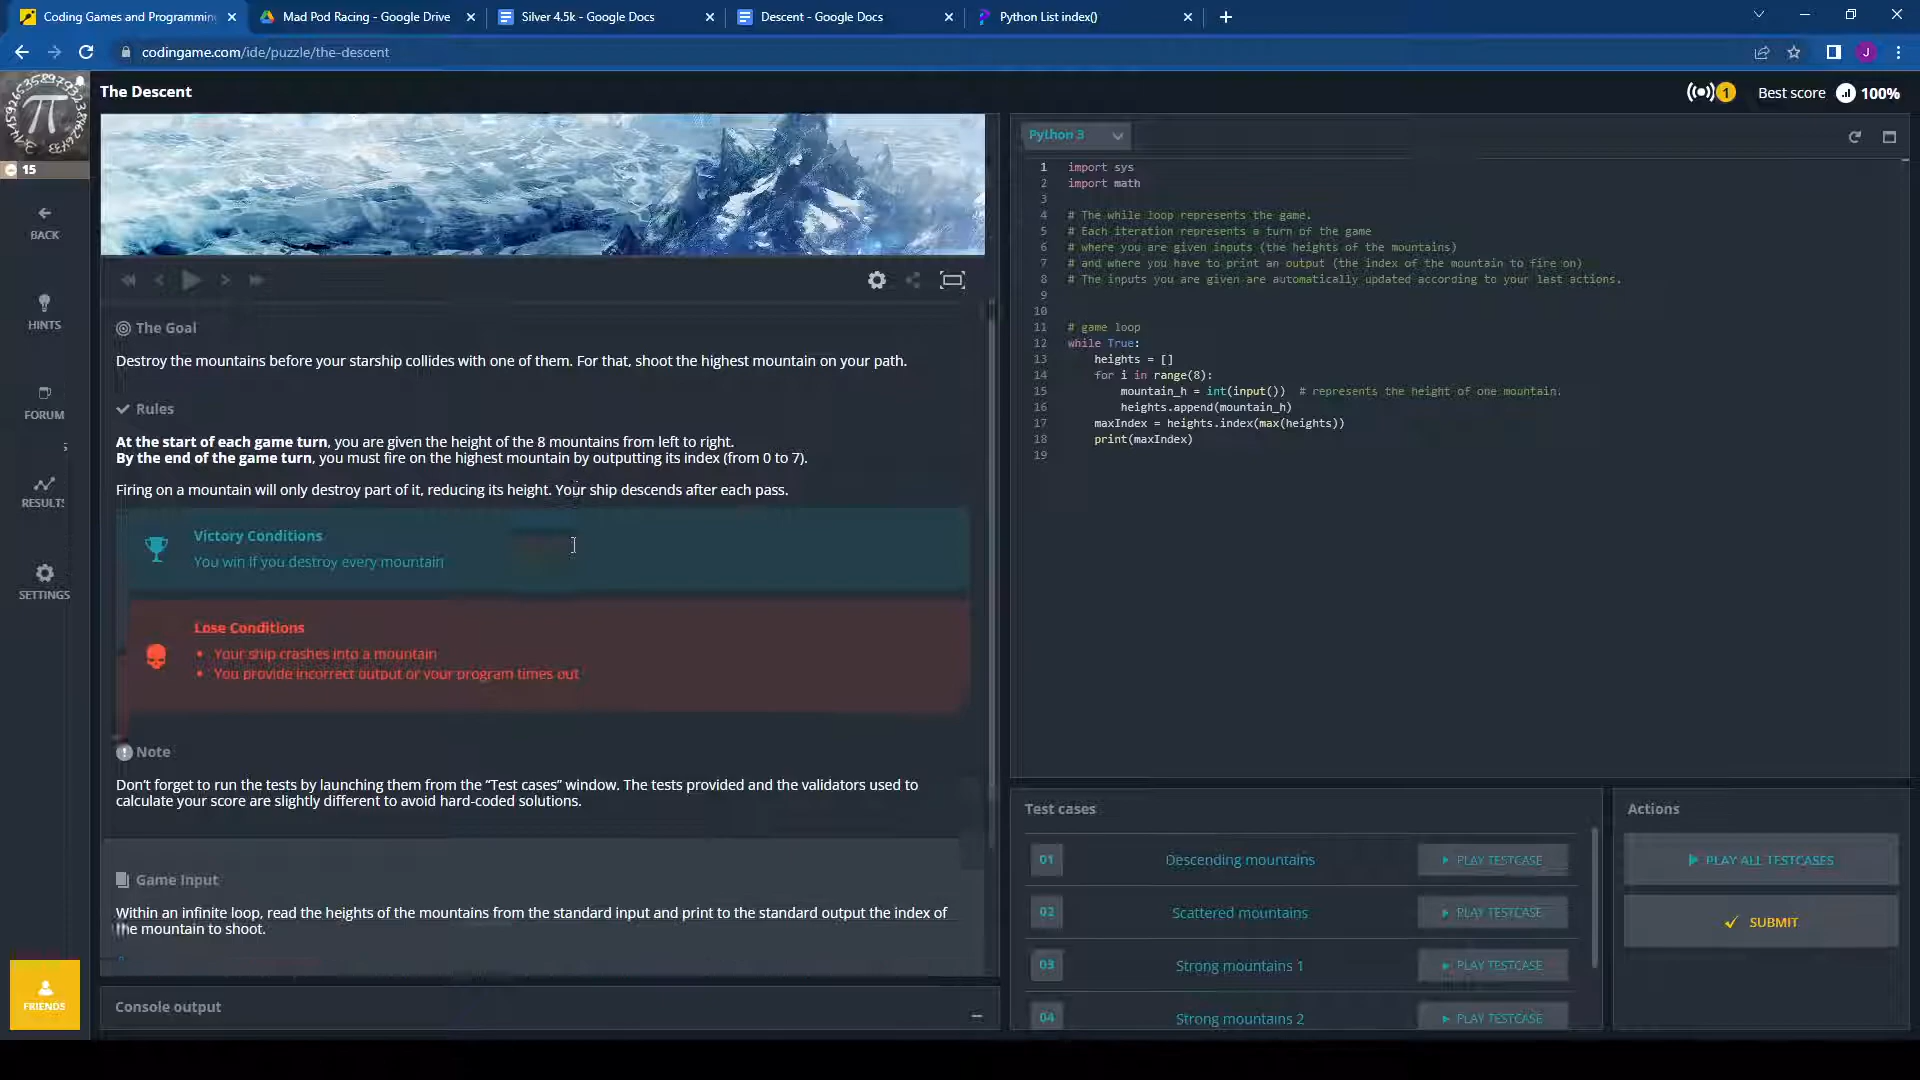 Coding Games and Programming
Mad Pod Racing - Google Drive
Silver 4.5k - Google Docs
Descent - Google Docs
Python List index()
codingame.com/ide/puzzle/the-descent
J
The Descent
1
Best score 100%
15
BACK
HINTS
FORUM
RESULTS
SETTINGS
FRIENDS
The Goal
Destroy the mountains before your starship collides with one of them. For that, shoot the highest mountain on your path.
Rules
At the start of each game turn, you are given the height of the 8 mountains from left to right.
By the end of the game turn, you must fire on the highest mountain by outputting its index (from 0 to 7).
Firing on a mountain will only destroy part of it, reducing its height. Your ship descends after each pass.
Victory Conditions
You win if you destroy every mountain
Lose Conditions
• Your ship crashes into a mountain
• You provide incorrect output or your program times out
Note
Don't forget to run the tests by launching them from the “Test cases” window. The tests provided and the validators used to
calculate your score are slightly different to avoid hard-coded solutions.
Game Input
Within an infinite loop, read the heights of the mountains from the standard input and print to the standard output the index of
the mountain to shoot.
Console output
Python 3
1 import sys
2 import math
3
4 # The while loop represents the game.
5 # Each iteration represents a turn of the game
6 # where you are given inputs (the heights of the mountains)
7 # and where you have to print an output (the index of the mountain to fire on)
8 # The inputs you are given are automatically updated according to your last actions.
9
10
11 # game loop
12 while True:
13 heights = []
14 for i in range(8):
15 mountain_h = int(input()) # represents the height of one mountain.
16 heights.append(mountain_h)
17 maxIndex = heights.index(max(heights))
18 print(maxIndex)
19
Test cases
01 Descending mountains PLAY TESTCASE
02 Scattered mountains PLAY TESTCASE
03 Strong mountains 1 PLAY TESTCASE
04 Strong mountains 2 PLAY TESTCASE
Actions
PLAY ALL TESTCASES
SUBMIT